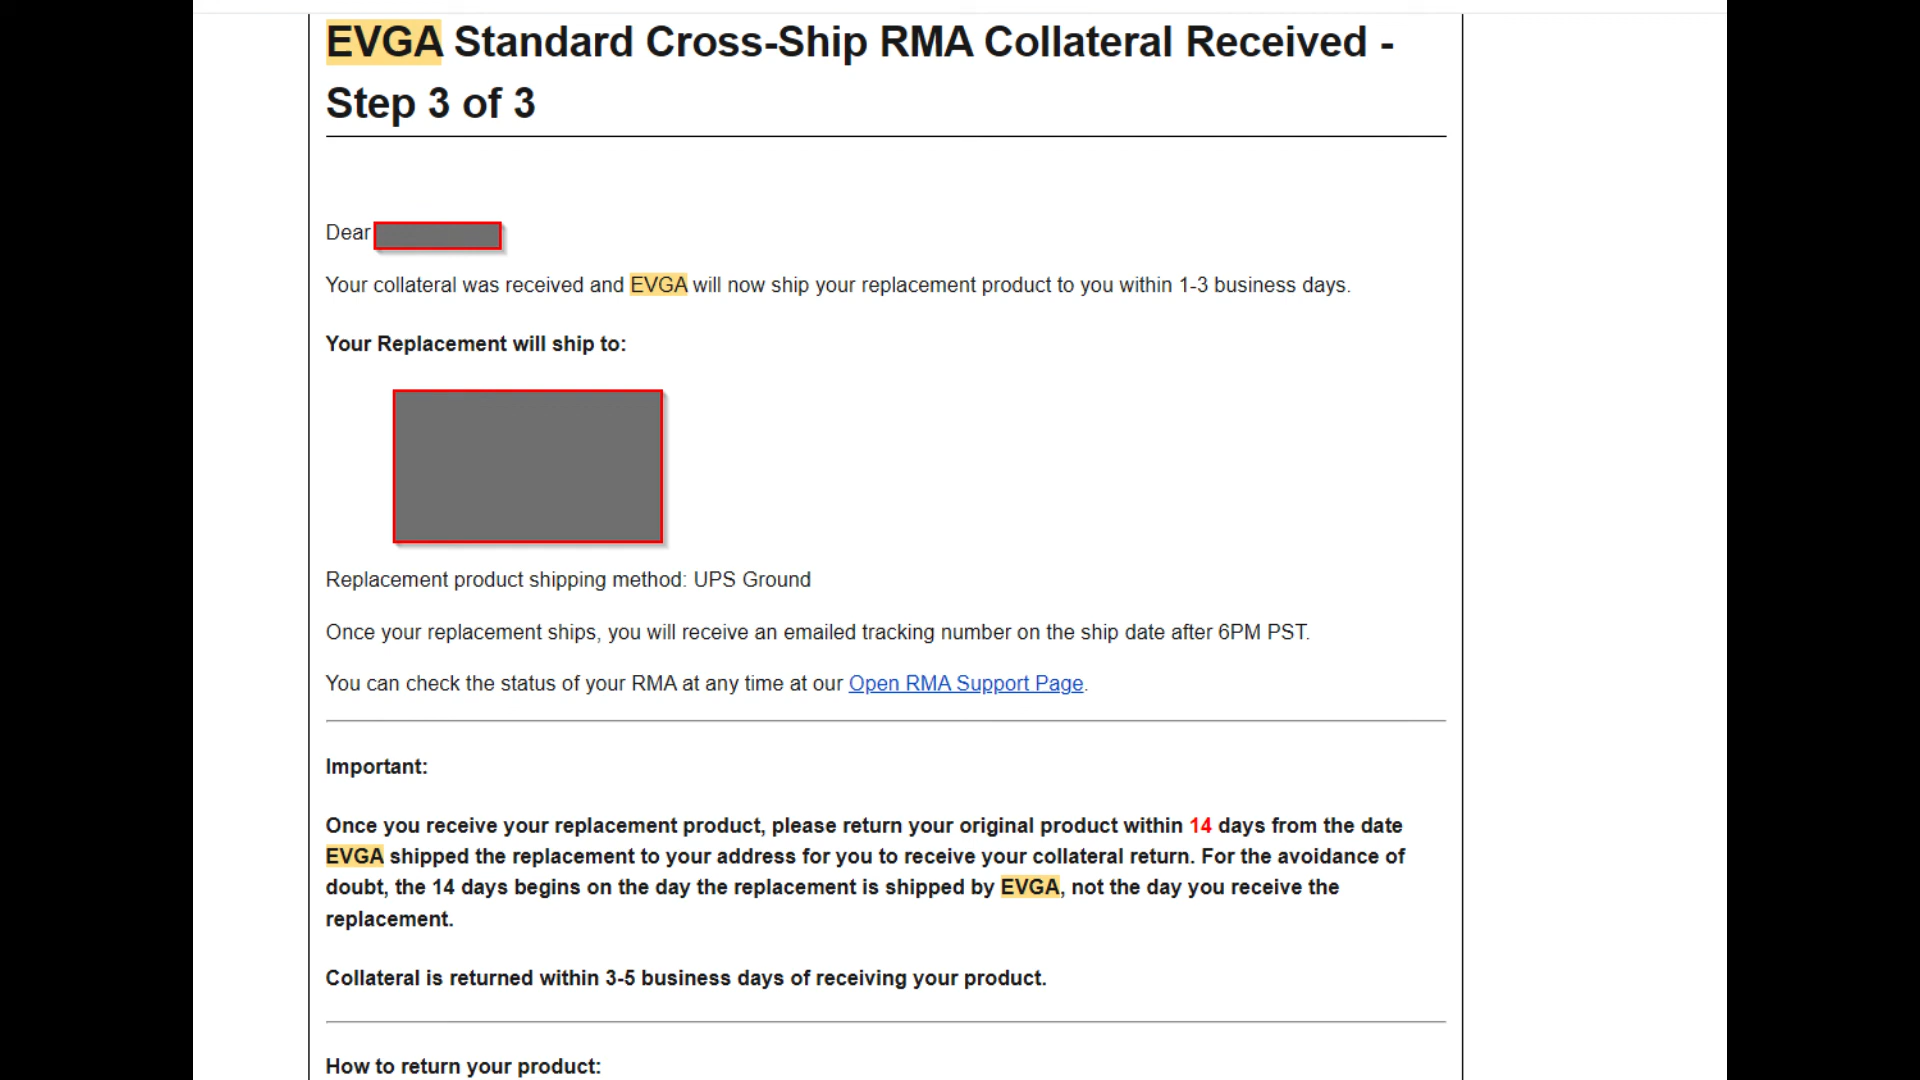 EVGA Standard Cross-Ship RMA Collateral Received -
Step 3 of 3
Dear
Your collateral was received and EVGA will now ship your replacement product to you within 1-3 business days.
Your Replacement will ship to:
Replacement product shipping method: UPS Ground
Once your replacement ships, you will receive an emailed tracking number on the ship date after 6PM PST.
You can check the status of your RMA at any time at our Open RMA Support Page.
Important:
Once you receive your replacement product, please return your original product within 14 days from the date
EVGA shipped the replacement to your address for you to receive your collateral return. For the avoidance of
doubt, the 14 days begins on the day the replacement is shipped by EVGA, not the day you receive the
replacement.
Collateral is returned within 3-5 business days of receiving your product.
How to return your product: